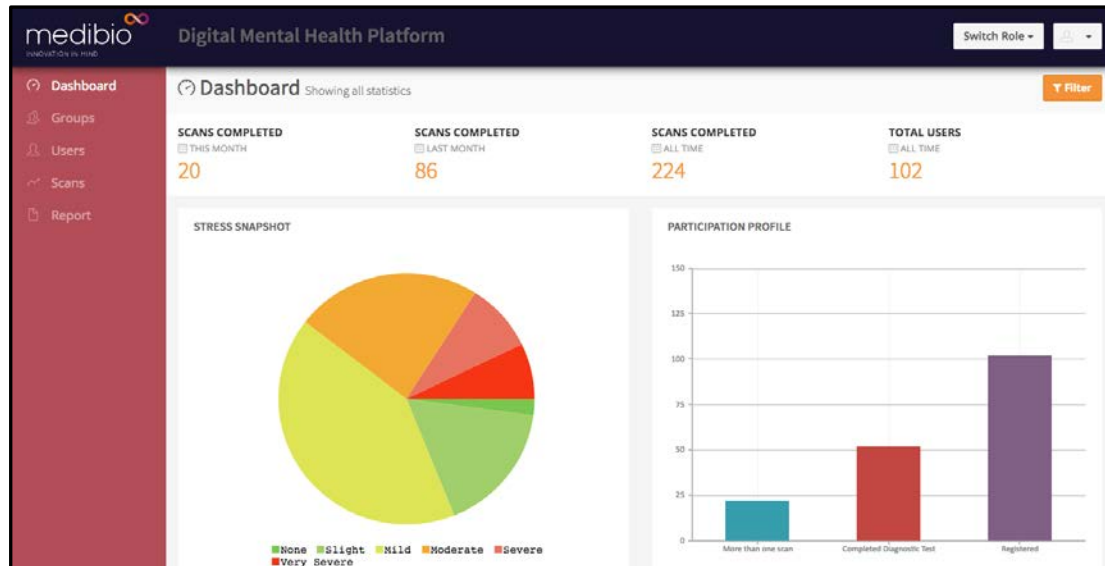 medibio
INNOVATION IN MIND
Digital Mental Health Platform
Switch Role
Dashboard
Groups
Users
Scans
Report
Dashboard Showing all statistics
Filter
SCANS COMPLETED
THIS MONTH
20
SCANS COMPLETED
LAST MONTH
86
SCANS COMPLETED
ALL TIME
224
TOTAL USERS
ALL TIME
102
STRESS SNAPSHOT
None Slight Mild Moderate Severe
Very Severe
PARTICIPATION PROFILE
150
125
100
75
50
25
0
More than one scan
Completed Diagnostic Test
Registered